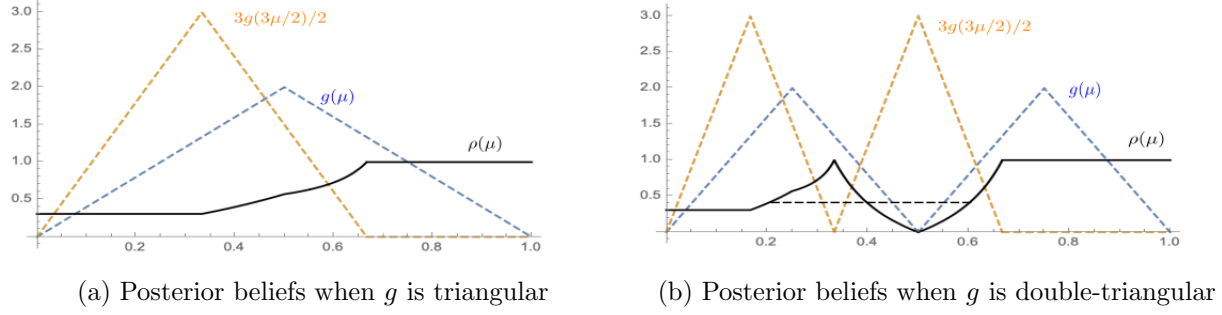 3g(3μ/2)/2
3.0
2.5
2.0
g(μ)
1.5
ρ(μ)
1.0
0.5
0.2 0.4 0.6 0.8 1.0
(a) Posterior beliefs when g is triangular
3g(3μ/2)/2
3.0
2.5
2.0
g(μ)
1.5
ρ(μ)
1.0
0.5
0.2 0.4 0.6 0.8 1.0
(b) Posterior beliefs when g is double-triangular